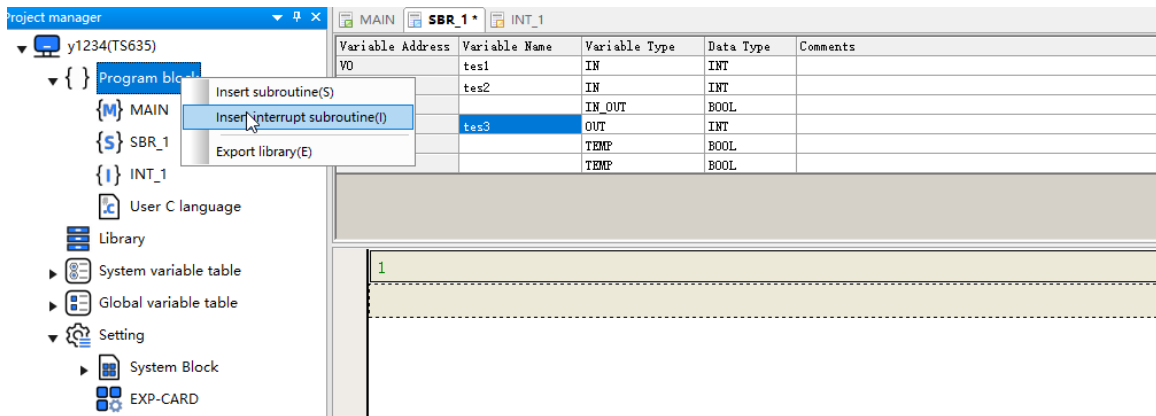 Project manager
MAIN SBR_1 * INT_1
y1234(TS635)
Program block
MAIN
SBR_1
INT_1
User C language
Library
System variable table
Global variable table
Setting
System Block
EXP-CARD
Insert subroutine(S)
Insert interrupt subroutine(I)
Export library(E)
Variable Address Variable Name Variable Type Data Type Comments
V0 tes1 IN INT
tes2 IN INT
IN_OUT BOOL
tes3 OUT INT
TEMP BOOL
TEMP BOOL
1